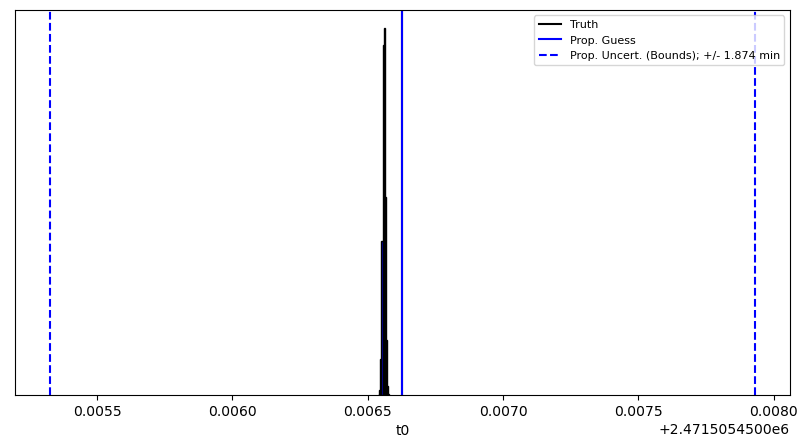 Truth
Prop. Guess
Prop. Uncert. (Bounds); +/- 1.874 min
0.0055 0.0060 0.0065 0.0070 0.0075 0.0080
t0
+2.4715054500e6